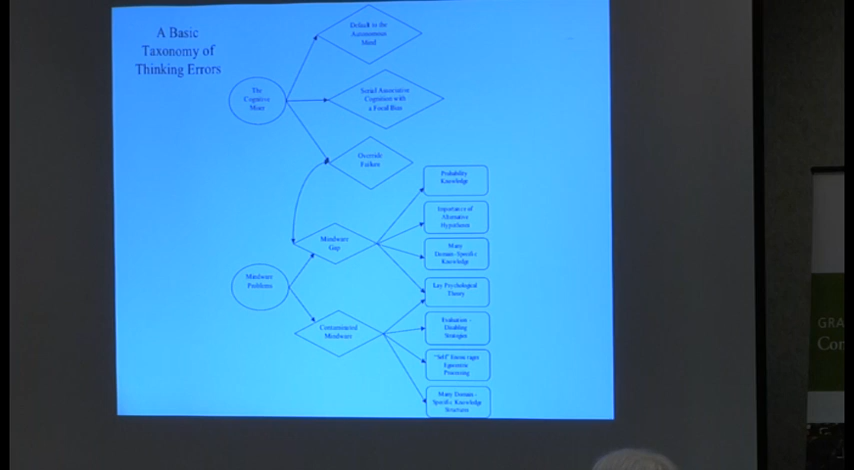 A Basic
Taxonomy of
Thinking Errors
Default to the
Autonomous
Mind
The
Cognitive
Miser
Serial Associative
Cognition with
a Focal Bias
Override
Failure
Probability
Knowledge
Importance of
Alternative
Hypotheses
Mindware
Gap
Many
Domain-Specific
Knowledge
Mindware
Problems
Lay Psychological
Theory
Contaminated
Mindware
Evaluation -
Disabling
Strategies
"Self" Encourages
Egocentric
Processing
Many Domain -
Specific Knowledge
Structures
GRA
Con